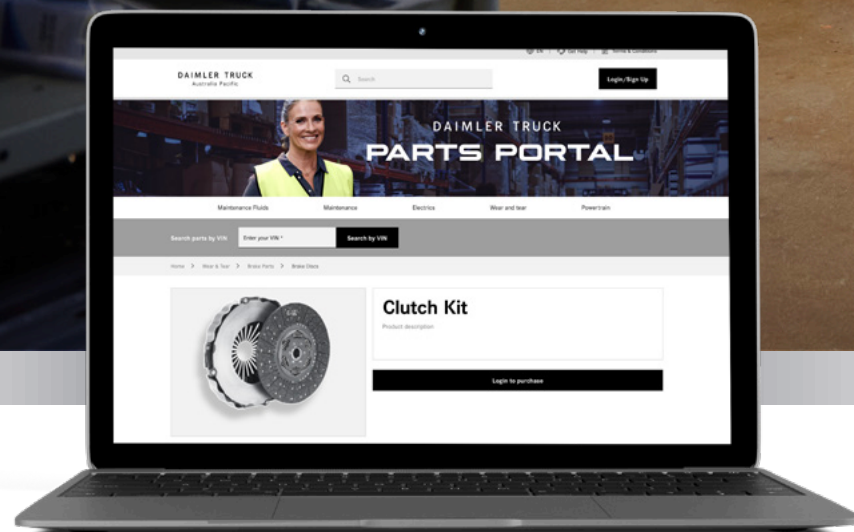 EN | Get Help | Terms & Conditions
DAIMLER TRUCK
Australia Pacific
Search
Login/Sign Up
DAIMLER TRUCK
PARTS PORTAL
Maintenance Fluids Maintenance Electrics Wear and tear Powertrain
Search parts by VIN Enter your VIN * Search by VIN
Home > Wear & Tear > Brake Parts > Brake Discs
Clutch Kit
Product description
Login to purchase